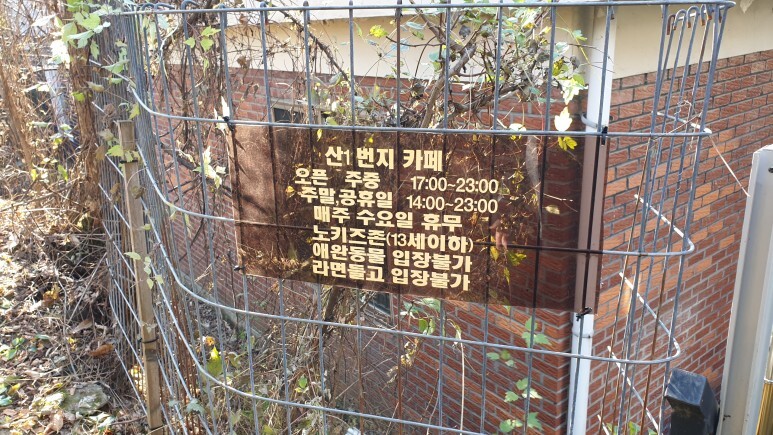 산1번지 카페
오픈 주중 17:00~23:00
주말,공휴일 14:00~23:00
매주 수요일 휴무
노키즈존(13세이하)
애완동물 입장불가
라면들고 입장불가